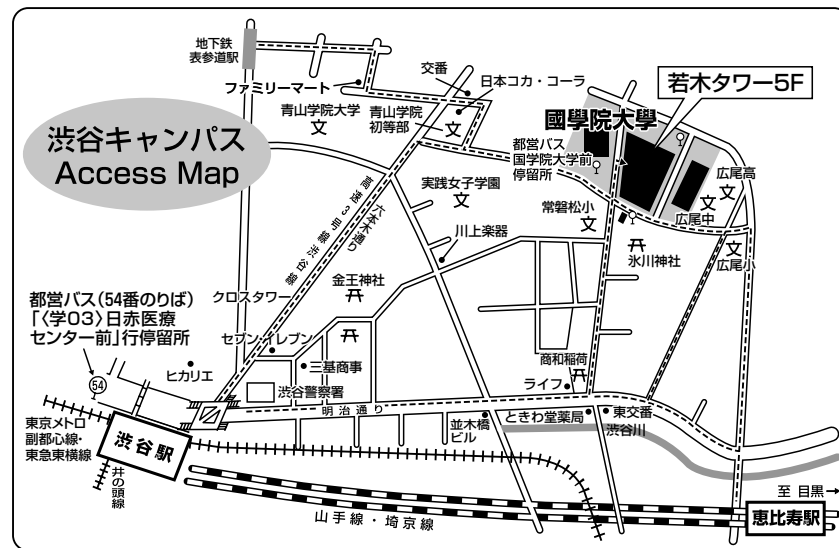 地下鉄
表参道駅
ファミリーマート
交番
日本コカ・コーラ
若木タワー5F
青山学院大学
文
青山学院
初等部
文
國學院大學
都営バス
国学院大学前
停留所
渋谷キャンパス
Access Map
広尾高
文
文
広尾中
実践女子学園
文
常磐松小
文
川上楽器
氷川神社
文
広尾小
六本木通り
高速3号線渋谷線
金王神社
クロスタワー
都営バス(54番のりば)
「〈学03〉日赤医療
センター前」行停留所
セブン-イレブン
ヒカリエ
三基商事
商和稲荷
54
渋谷警察署
ライフ
明治通り
並木橋
ビル
ときわ堂薬局
東交番
渋谷川
東京メトロ
副都心線・
東急東横線
渋谷駅
井の頭線
山手線・埼京線
至 目黒→
恵比寿駅